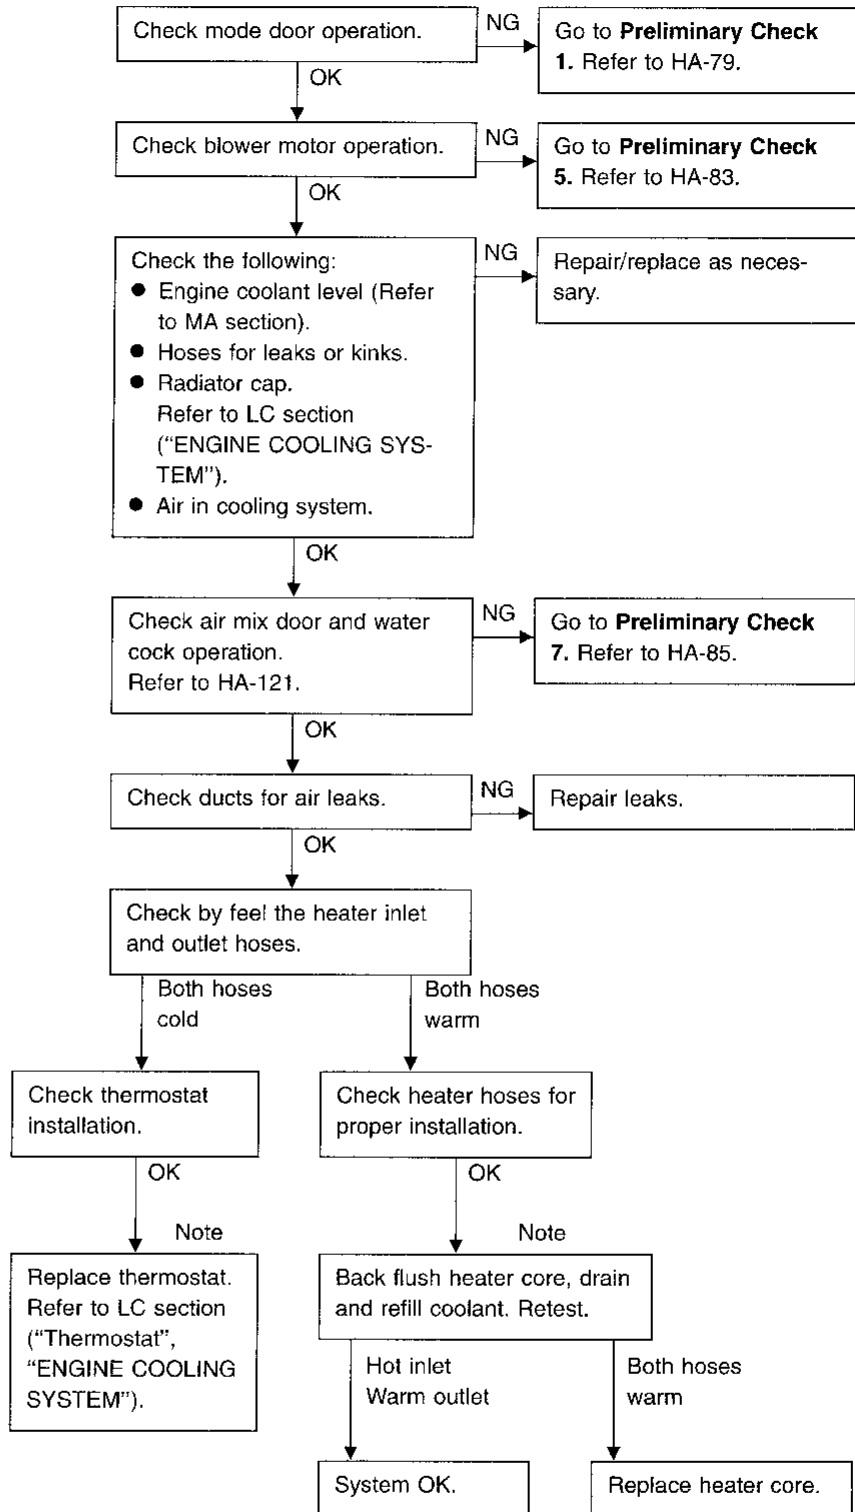 Check mode door operation.
NG
Go to Preliminary Check
1. Refer to HA-79.
OK
Check blower motor operation.
NG
Go to Preliminary Check
5. Refer to HA-83.
OK
Check the following:
● Engine coolant level (Refer
to MA section).
● Hoses for leaks or kinks.
● Radiator cap.
Refer to LC section
(“ENGINE COOLING SYS-
TEM”).
● Air in cooling system.
NG
Repair/replace as neces-
sary.
OK
Check air mix door and water
cock operation.
Refer to HA-121.
NG
Go to Preliminary Check
7. Refer to HA-85.
OK
Check ducts for air leaks.
NG
Repair leaks.
OK
Check by feel the heater inlet
and outlet hoses.
Both hoses
cold
Both hoses
warm
Check thermostat
installation.
Check heater hoses for
proper installation.
OK
OK
Note
Note
Replace thermostat.
Refer to LC section
(“Thermostat”,
“ENGINE COOLING
SYSTEM”).
Back flush heater core, drain
and refill coolant. Retest.
Hot inlet
Warm outlet
Both hoses
warm
System OK.
Replace heater core.